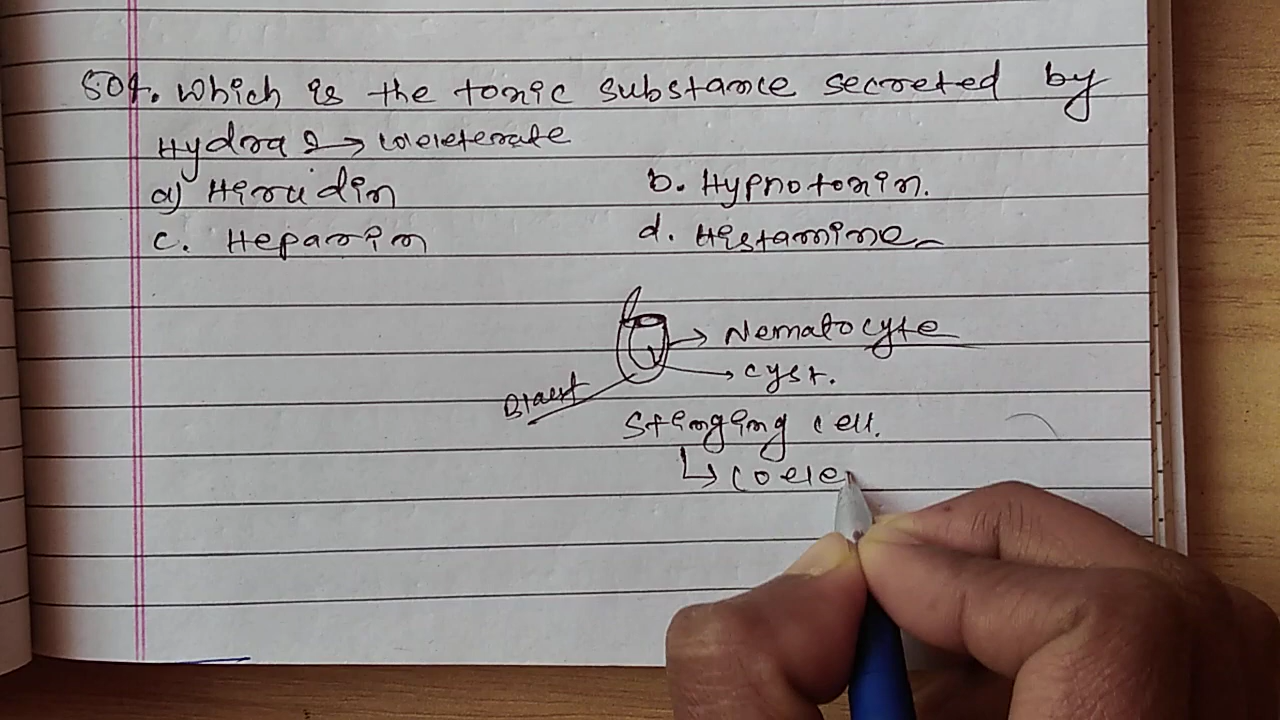 504. which is the toxic substance secreted by
Hydra ? → coelenterate
a) Hirudin b. Hypnotoxin.
c. Heparin d. Histamine
→ Nematocyte
→ cyst.
Stinging cell.
↳ coele